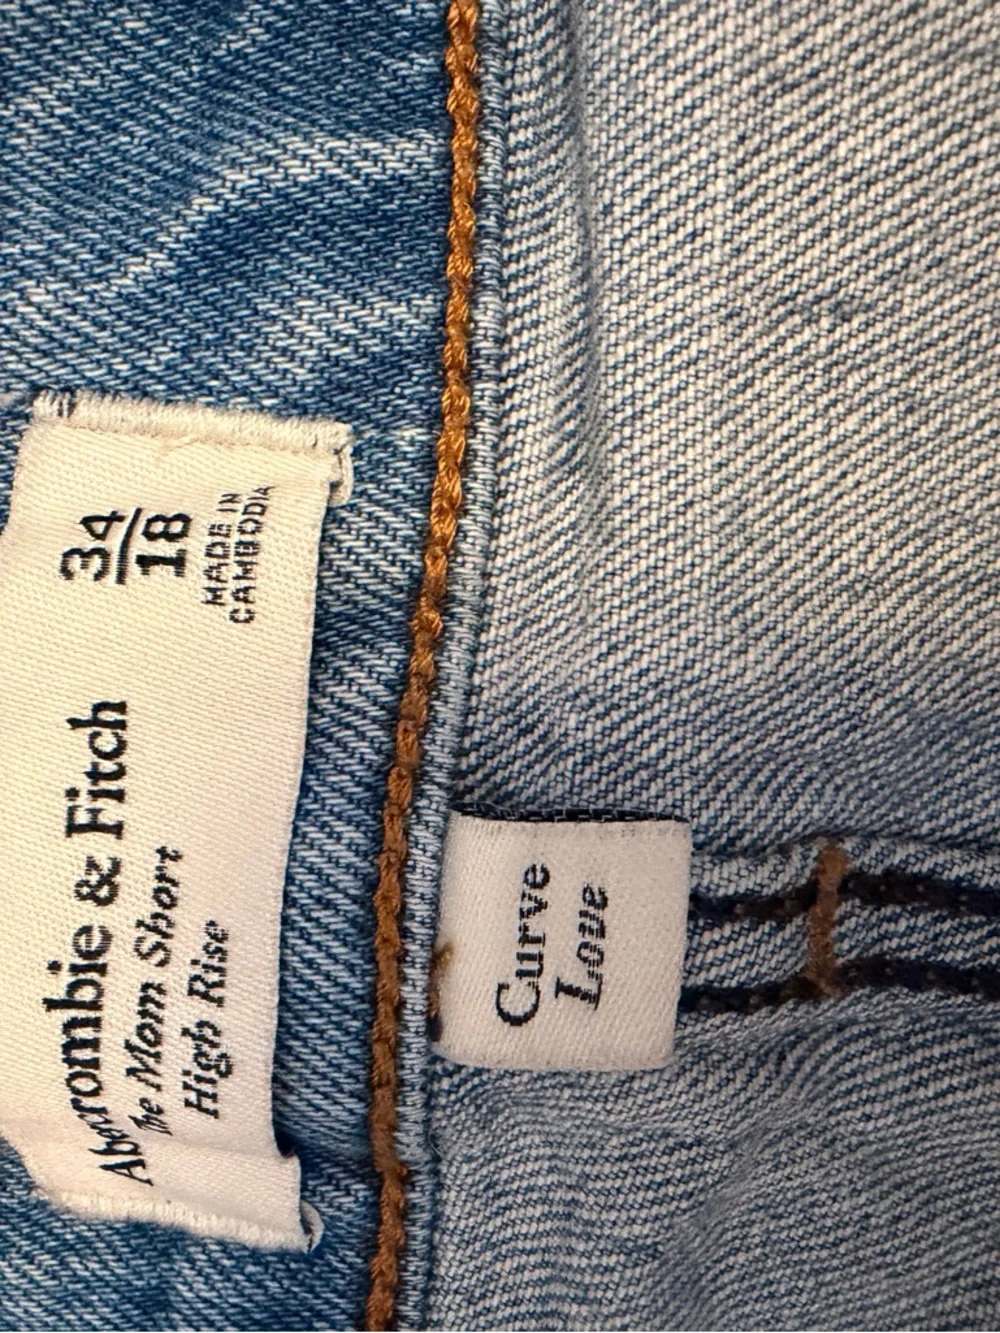 Abercrombie & Fitch
The Mom Short
High Rise
34
18
MADE IN
CAMBODIA
Curve
Love